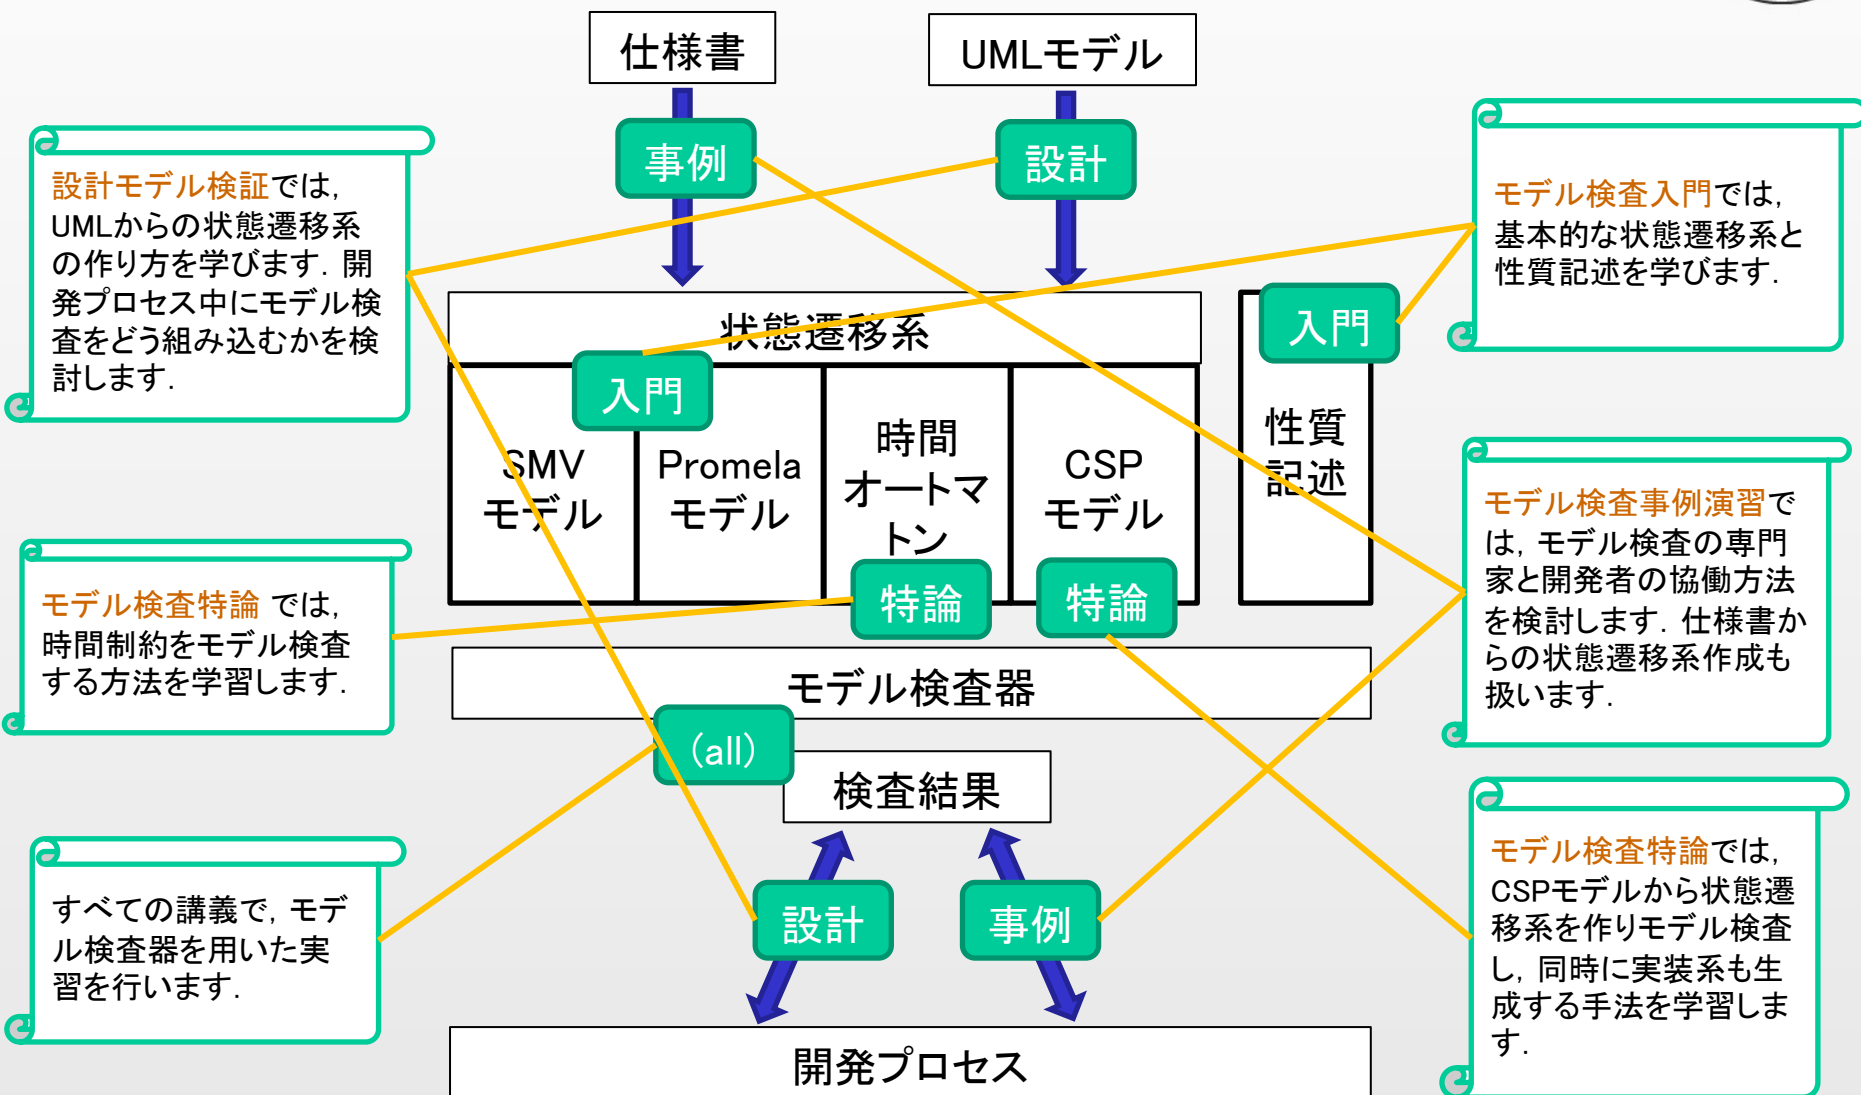 仕様書
UMLモデル
事例
設計
設計モデル検証では,
UMLからの状態遷移系
の作り方を学びます. 開
発プロセス中にモデル検
査をどう組み込むかを検
討します.
モデル検査入門では,
基本的な状態遷移系と
性質記述を学びます.
状態遷移系
入門
入門
SMV
モデル
Promela
モデル
時間
オートマ
トン
CSP
モデル
性質
記述
特論
特論
モデル検査特論 では,
時間制約をモデル検査
する方法を学習します.
モデル検査事例演習で
は, モデル検査の専門
家と開発者の協働方法
を検討します. 仕様書か
らの状態遷移系作成も
扱います.
モデル検査器
(all)
検査結果
設計
事例
すべての講義で, モデ
ル検査器を用いた実
習を行います.
モデル検査特論では,
CSPモデルから状態遷
移系を作りモデル検査
し, 同時に実装系も生
成する手法を学習しま
す.
開発プロセス